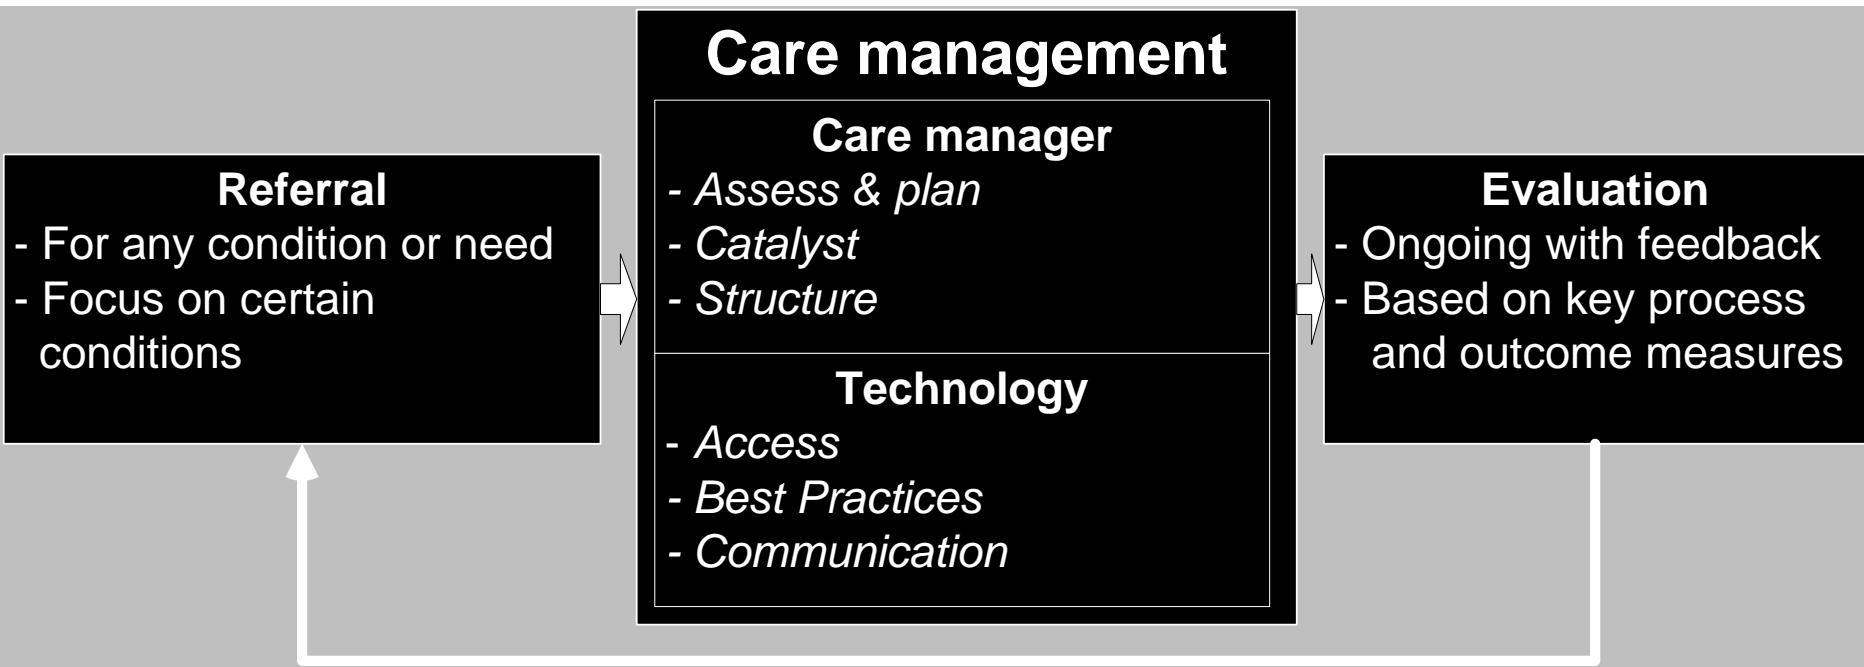 Care management
Care manager
- Assess & plan
- Catalyst
- Structure
Technology
- Access
- Best Practices
- Communication
Referral
- For any condition or need
- Focus on certain
conditions
Evaluation
- Ongoing with feedback
- Based on key process
and outcome measures